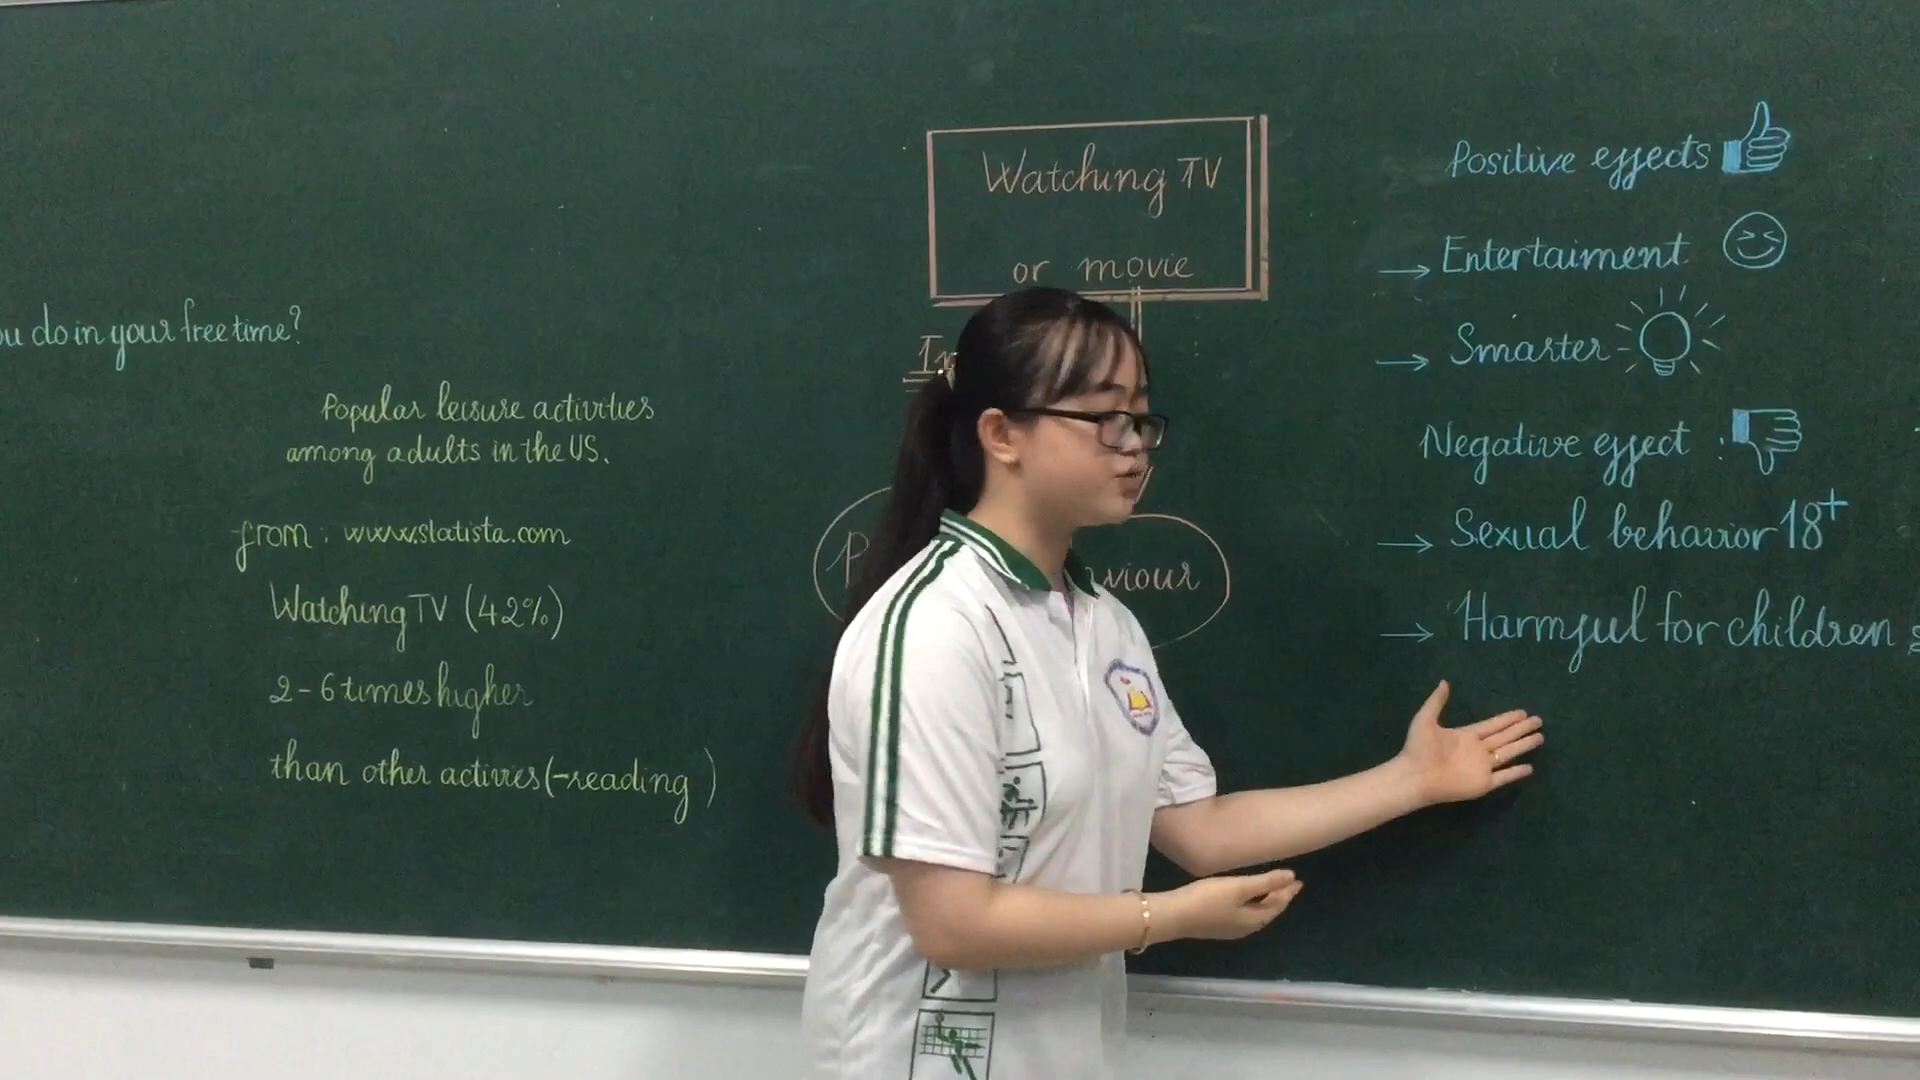 do in your free time?
Popular leisure activities
among adults in the US.
from: www.statista.com
Watching TV (42%)
2-6 times higher
than other activies (-reading )
Watching TV
or movie
Positive effects
→ Entertaiment
→ Smarter
Negative effect :
→ Sexual behavior 18+
→ Harmful for children